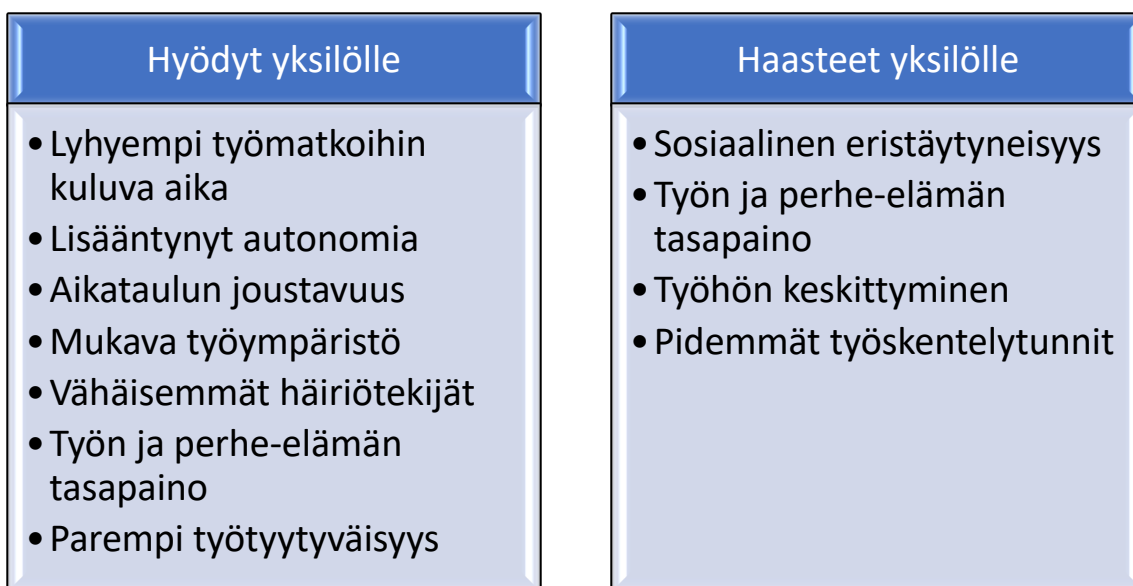 Hyödyt yksilölle
• Lyhyempi työmatkoihin
kuluva aika
• Lisääntynyt autonomia
• Aikataulun joustavuus
• Mukava työympäristö
• Vähäisemmät häiriötekijät
• Työn ja perhe-elämän
tasapaino
• Parempi työtyytyväisyys
Haasteet yksilölle
• Sosiaalinen eristäytyneisyys
• Työn ja perhe-elämän
tasapaino
• Työhön keskittyminen
• Pidemmät työskentelytunnit